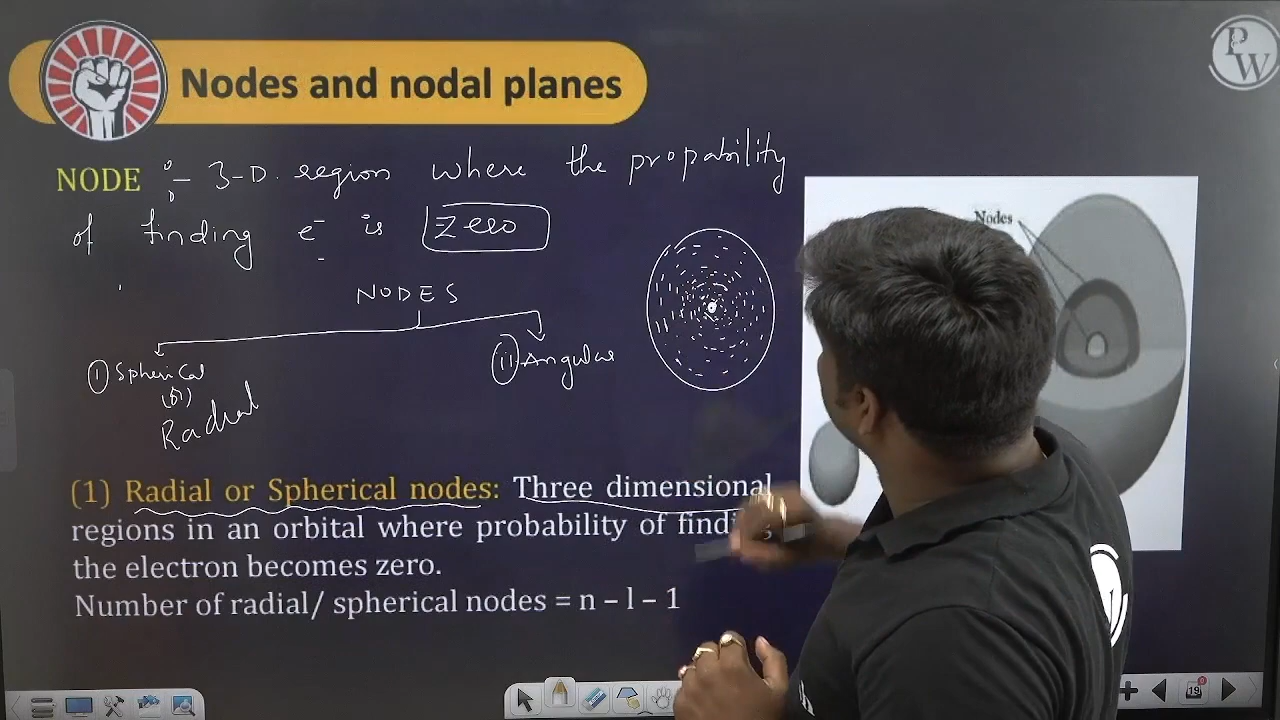 Nodes and nodal planes
PW
NODE :- 3-D. region where the propability
of finding e⁻ is zero
Nodes
NODES
(i) Spherical
(or)
Radial
(ii) Angular
(1) Radial or Spherical nodes: Three dimensional
regions in an orbital where probability of
the electron becomes zero.
Number of radial/ spherical nodes = n – l – 1
19